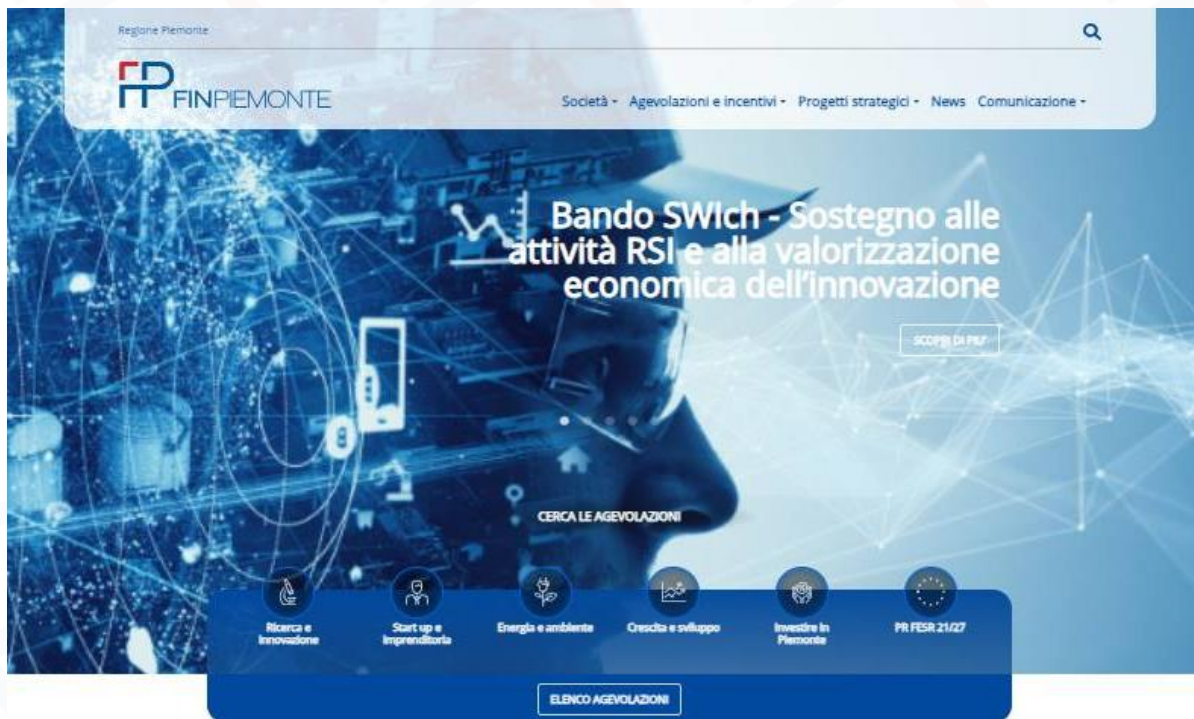 Regione Piemonte
FP FINPIEMONTE
Società Agevolazioni e incentivi Progetti strategici News Comunicazione
Bando SWIch - Sostegno alle
attività RSI e alla valorizzazione
economica dell'innovazione
SCOPRI DI PIU'
CERCA LE AGEVOLAZIONI
Ricerca e
Innovazione
Start up e
Imprenditoria
Energia e ambiente
Crescita e sviluppo
Investire in
Piemonte
PR FESR 21/27
ELENCO AGEVOLAZIONI